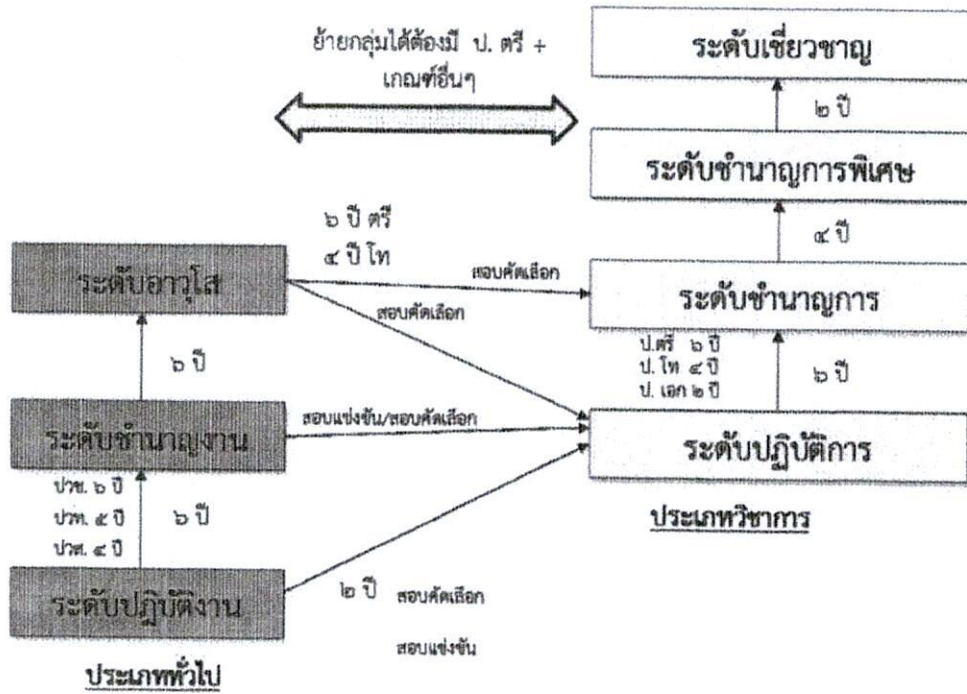 ย้ายกลุ่มได้ต้องมี ป. ตรี +
เกณฑ์อื่นๆ
ระดับเชี่ยวชาญ
๒ ปี
ระดับชำนาญการพิเศษ
๔ ปี
๖ ปี ตรี
๔ ปี โท
ระดับอาวุโส
สอบคัดเลือก
ระดับชำนาญการ
สอบคัดเลือก
ป.ตรี ๖ ปี
ป. โท ๔ ปี
ป. เอก ๒ ปี
๖ ปี
๖ ปี
ระดับชำนาญงาน
สอบแข่งขัน/สอบคัดเลือก
ระดับปฏิบัติการ
ปวช. ๖ ปี
ปวท. ๕ ปี
ปวส. ๔ ปี
๖ ปี
ประเภทวิชาการ
ระดับปฏิบัติงาน
๒ ปี สอบคัดเลือก
สอบแข่งขัน
ประเภททั่วไป